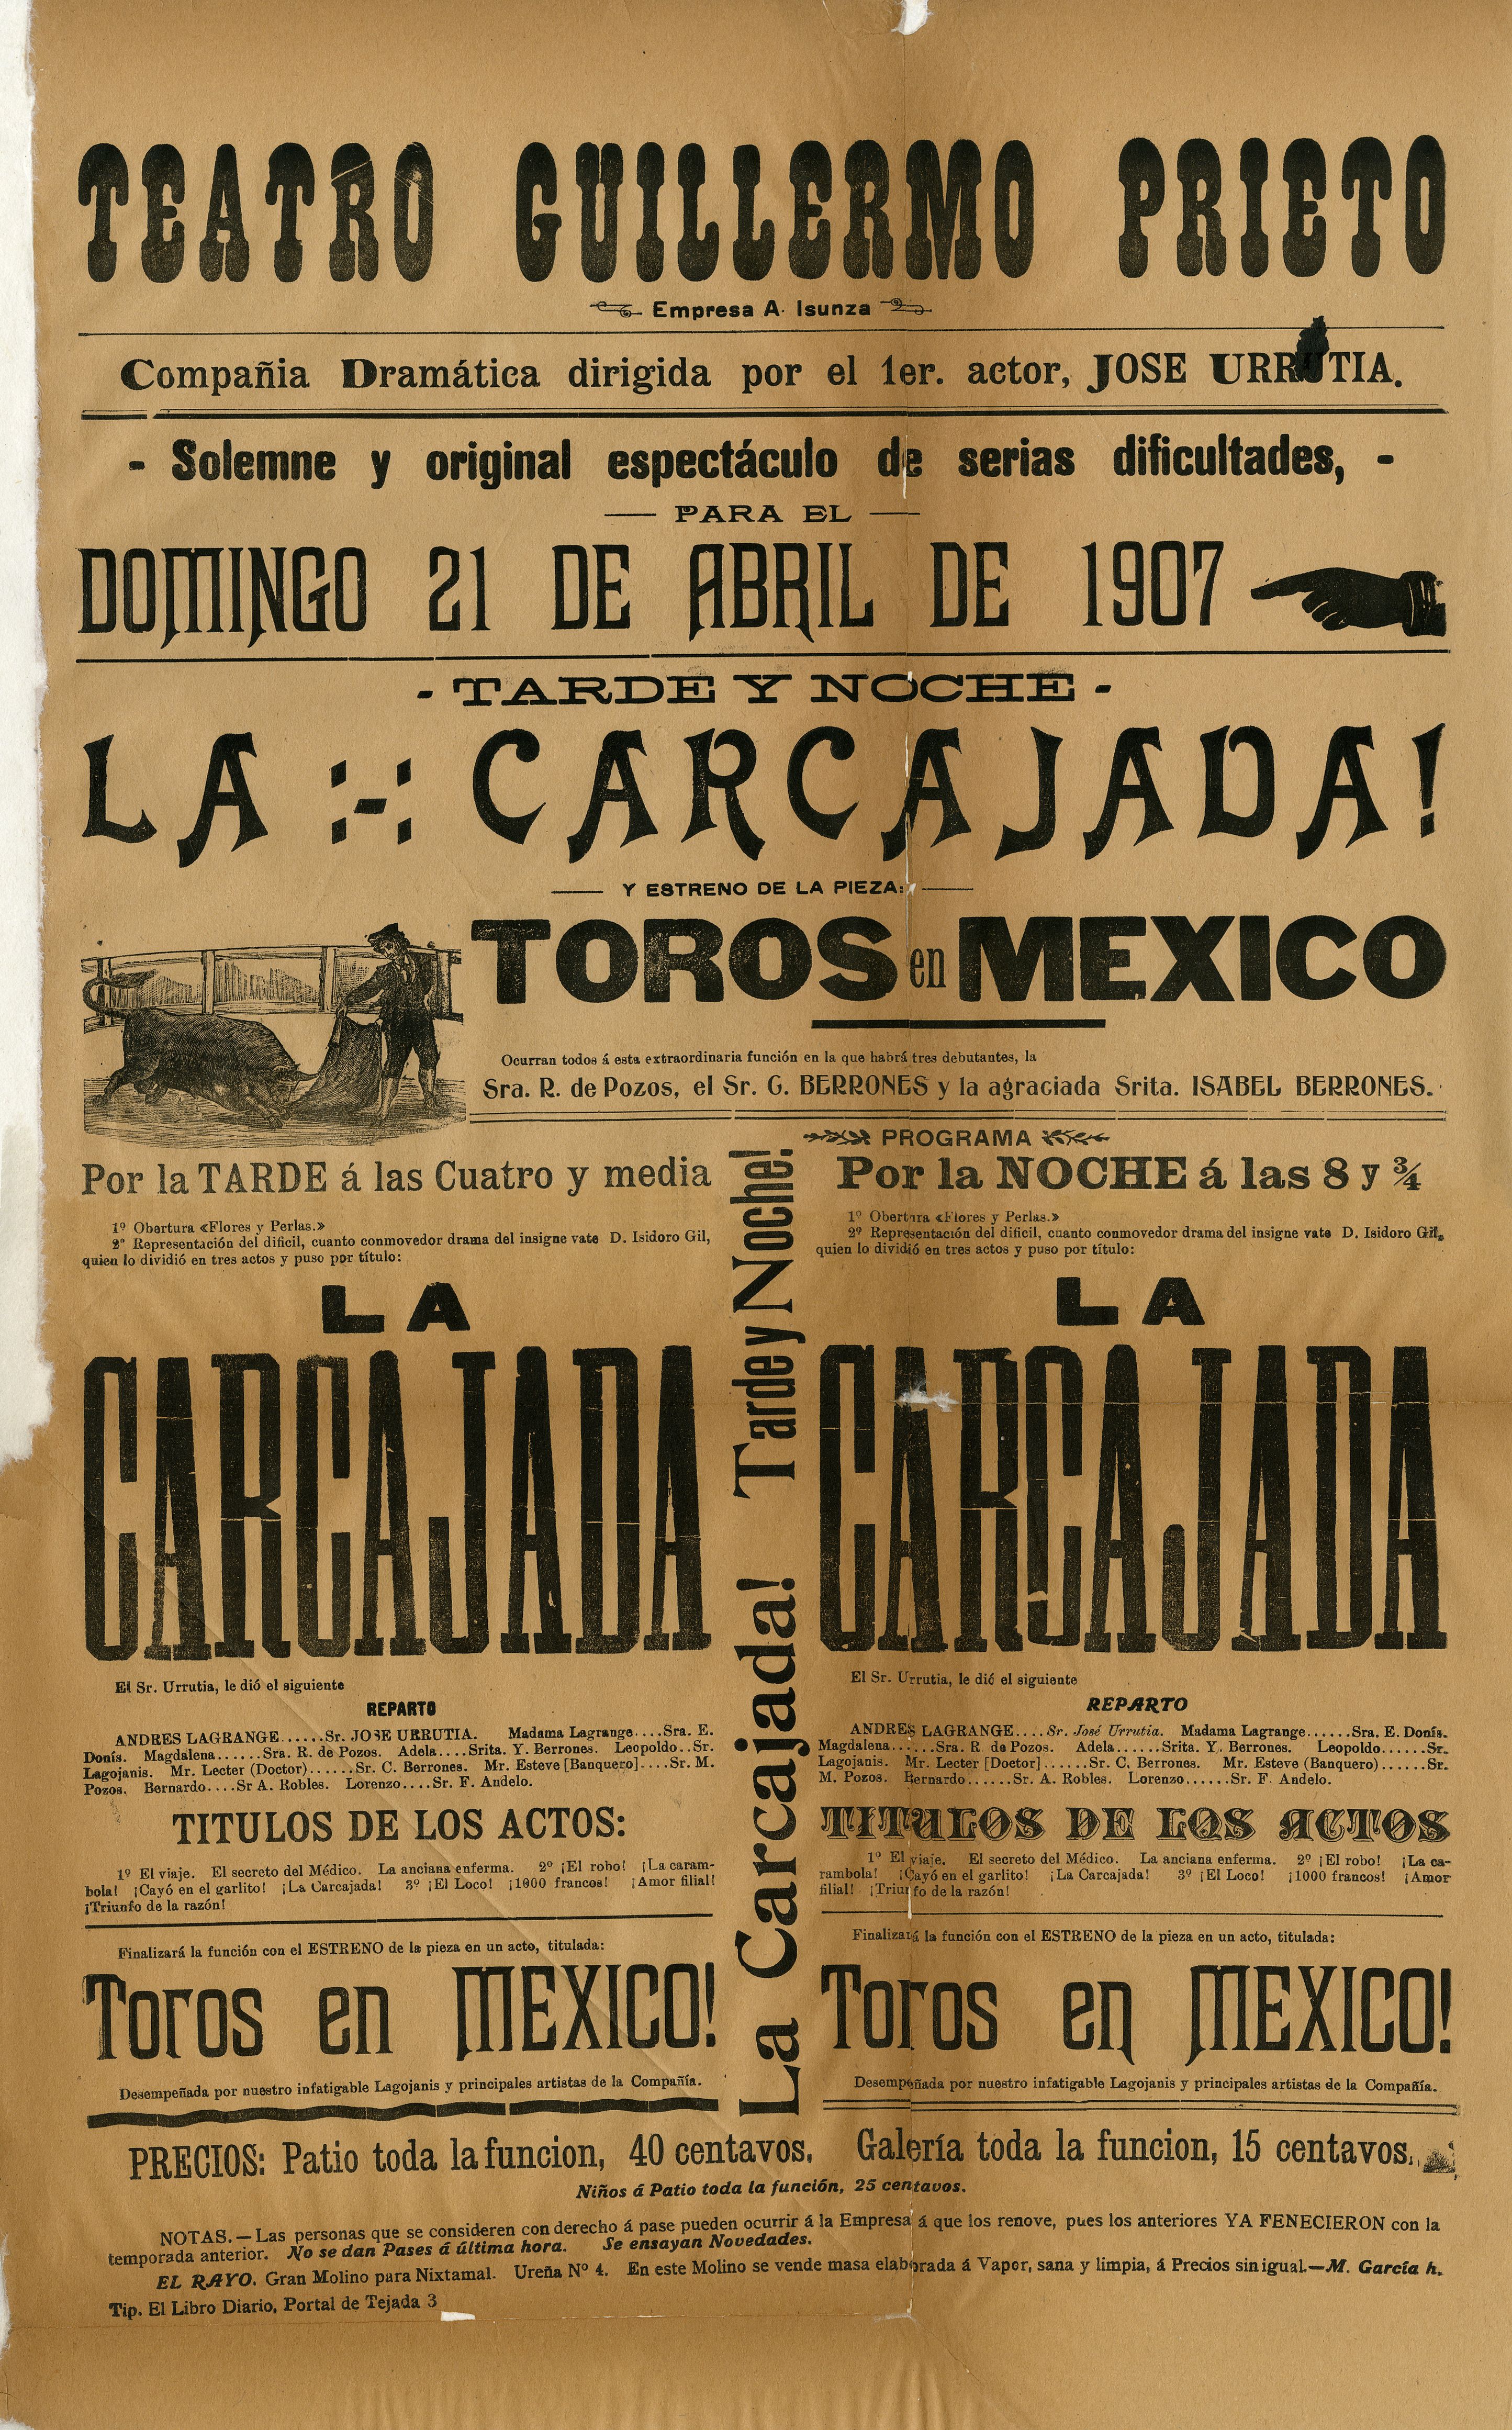 TEATRO GUILLERMO PRIETO
Empresa A. Isunza
Compañia Dramática dirigida por el 1er. actor, JOSE URRUTIA.
- Solemne y original espectáculo de serias dificultades, -
PARA EL
DOMINGO 21 DE ABRIL DE 1907
- TARDE Y NOCHE -
LA :-: CARCAJADA!
Y ESTRENO DE LA PIEZA:
TOROS en MEXICO
Ocurran todos á esta extraordinaria función en la que habrá tres debutantes, la
Sra. R. de Pozos, el Sr. G. BERRONES y la agraciada Srita. ISABEL BERRONES.
PROGRAMA
Por la TARDE á las Cuatro y media
1º Obertura «Flores y Perlas.»
2º Representación del dificil, cuanto conmovedor drama del insigne vate D. Isidoro Gil,
quien lo dividió en tres actos y puso por título:
LA
CARCAJADA
El Sr. Urrutia, le dió el siguiente
REPARTO
ANDRES LAGRANGE......Sr. JOSE URRUTIA. Madama Lagrange....Sra. E.
Donís. Magdalena......Sra. R. de Pozos. Adela....Srita. Y. Berrones. Leopoldo..Sr.
Lagojanis. Mr. Lecter (Doctor)......Sr. C. Berrones. Mr. Esteve [Banquero]....Sr. M.
Pozos. Bernardo....Sr A. Robles. Lorenzo....Sr. F. Andelo.
TITULOS DE LOS ACTOS:
1º El viaje. El secreto del Médico. La anciana enferma. 2º ¡El robo! ¡La caram-
bola! ¡Cayó en el garlito! ¡La Carcajada! 3º ¡El Loco! ¡1000 francos! ¡Amor filial!
¡Triunfo de la razón!
Finalizará la función con el ESTRENO de la pieza en un acto, titulada:
Toros en MEXICO!
Desempeñada por nuestro infatigable Lagojanis y principales artistas de la Compañía.
La Carcajada! Tarde y Noche!
Por la NOCHE á las 8 y ¾
1º Obertura «Flores y Perlas.»
2º Representación del dificil, cuanto conmovedor drama del insigne vate D. Isidoro Gil,
quien lo dividió en tres actos y puso por título:
LA
CARCAJADA
El Sr. Urrutia, le dió el siguiente
REPARTO
ANDRES LAGRANGE....Sr. José Urrutia. Madama Lagrange......Sra. E. Donís.
Magdalena......Sra. R. de Pozos. Adela......Srita. Y. Berrones. Leopoldo......Sr.
Lagojanis. Mr. Lecter [Doctor]......Sr. C. Berrones. Mr. Esteve (Banquero)......Sr.
M. Pozos. Bernardo......Sr. A. Robles. Lorenzo......Sr. F. Andelo.
TITULOS DE LOS ACTOS
1º El viaje. El secreto del Médico. La anciana enferma. 2º ¡El robo! ¡La ca-
rambola! ¡Cayó en el garlito! ¡La Carcajada! 3º ¡El Loco! ¡1000 francos! ¡Amor
filial! ¡Triunfo de la razón!
Finalizará la función con el ESTRENO de la pieza en un acto, titulada:
Toros en MEXICO!
Desempeñada por nuestro infatigable Lagojanis y principales artistas de la Compañía.
PRECIOS: Patio toda la funcion, 40 centavos. Galería toda la funcion, 15 centavos.
Niños á Patio toda la función, 25 centavos.
NOTAS.—Las personas que se consideren con derecho á pase pueden ocurrir á la Empresa á que los renove, pues los anteriores YA FENECIERON con la
temporada anterior. No se dan Pases á última hora. Se ensayan Novedades.
EL RAYO. Gran Molino para Nixtamal. Ureña Nº 4. En este Molino se vende masa elaborada á Vapor, sana y limpia, á Precios sin igual.—M. García h.
Tip. El Libro Diario, Portal de Tejada 3